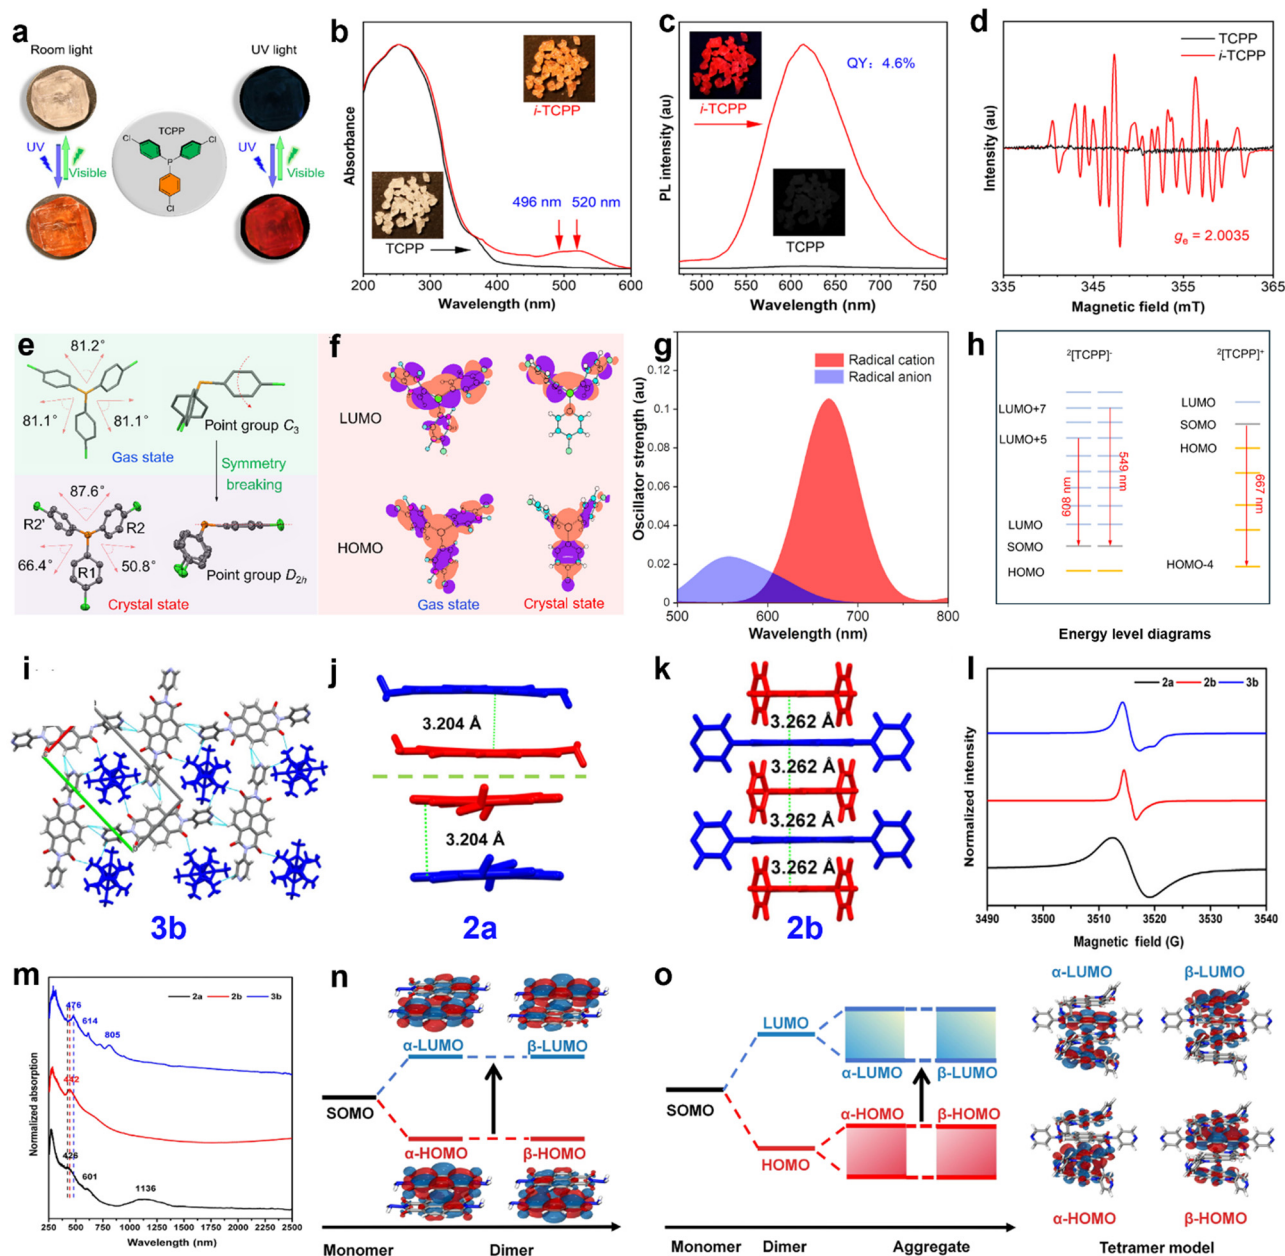 a
Room light
UV light
TCPP
Cl
Cl
P
Cl
UV
Visible
UV
Visible
b
Absorbance
i-TCPP
496 nm 520 nm
TCPP
200 300 400 500 600
Wavelength (nm)
c
PL intensity (au)
QY: 4.6%
i-TCPP
TCPP
500 550 600 650 700 750
Wavelength (nm)
d
Intensity (au)
TCPP
i-TCPP
ge = 2.0035
335 345 355 365
Magnetic field (mT)
e
81.2°
81.1° 81.1°
Gas state
Point group C3
Symmetry
breaking
87.6°
R2' R2
66.4° R1 50.8°
Crystal state
Point group D2h
f
LUMO
HOMO
Gas state Crystal state
g
Radical cation
Radical anion
Oscillator strength (au)
0.12
0.1
0.08
0.06
0.04
0.02
0
500 600 700 800
Wavelength (nm)
h
2[TCPP]-
2[TCPP]+
LUMO+7
LUMO+5
LUMO
SOMO
HOMO
608 nm
549 nm
LUMO
SOMO
HOMO
HOMO-4
667 nm
Energy level diagrams
i
3b
j
3.204 Å
3.204 Å
2a
k
3.262 Å
3.262 Å
3.262 Å
3.262 Å
2b
l
2a 2b 3b
Normalized intensity
3490 3500 3510 3520 3530 3540
Magnetic field (G)
m
2a 2b 3b
Normalized absorption
476
614
805
442
601
1136
250 500 750 1000 1250 1500 1750 2000 2250 2500
Wavelength (nm)
n
α-LUMO β-LUMO
SOMO
α-HOMO β-HOMO
Monomer Dimer
o
LUMO
α-LUMO β-LUMO
SOMO
α-HOMO β-HOMO
HOMO
Monomer Dimer Aggregate
α-LUMO β-LUMO
α-HOMO β-HOMO
Tetramer model